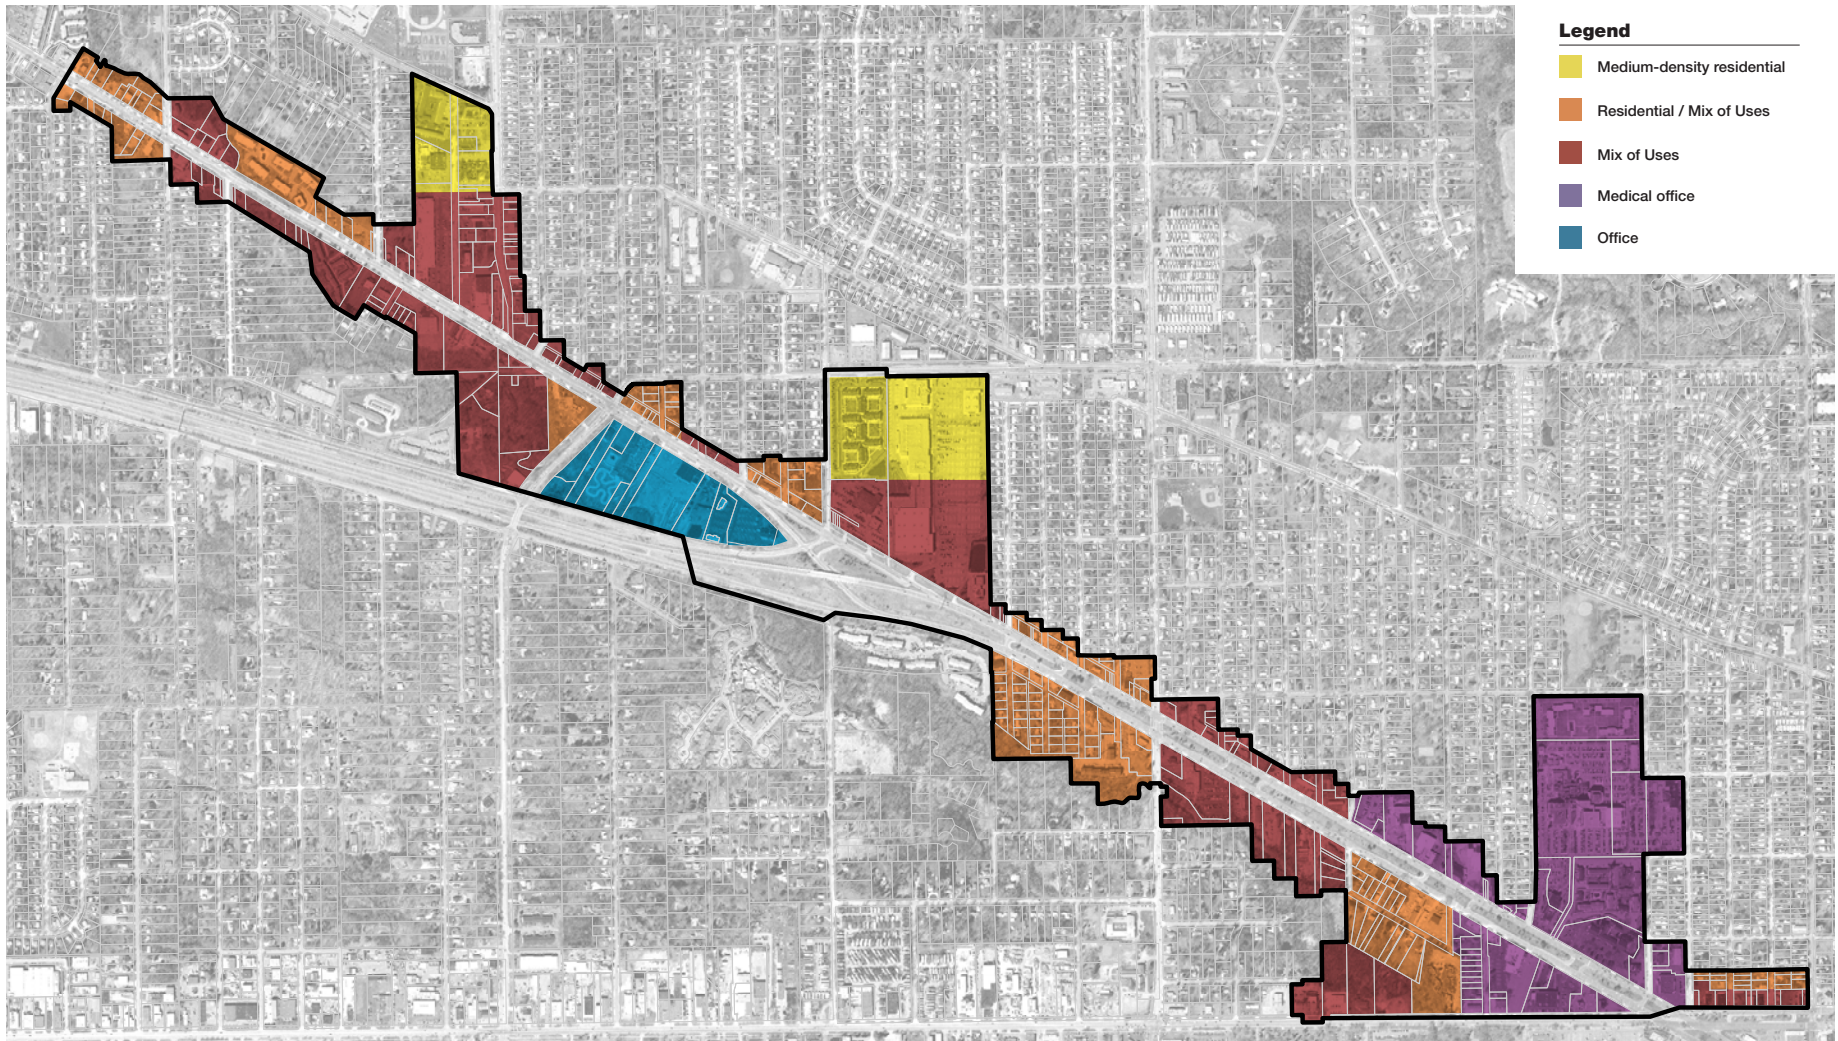 Legend
Medium-density residential
Residential / Mix of Uses
Mix of Uses
Medical office
Office